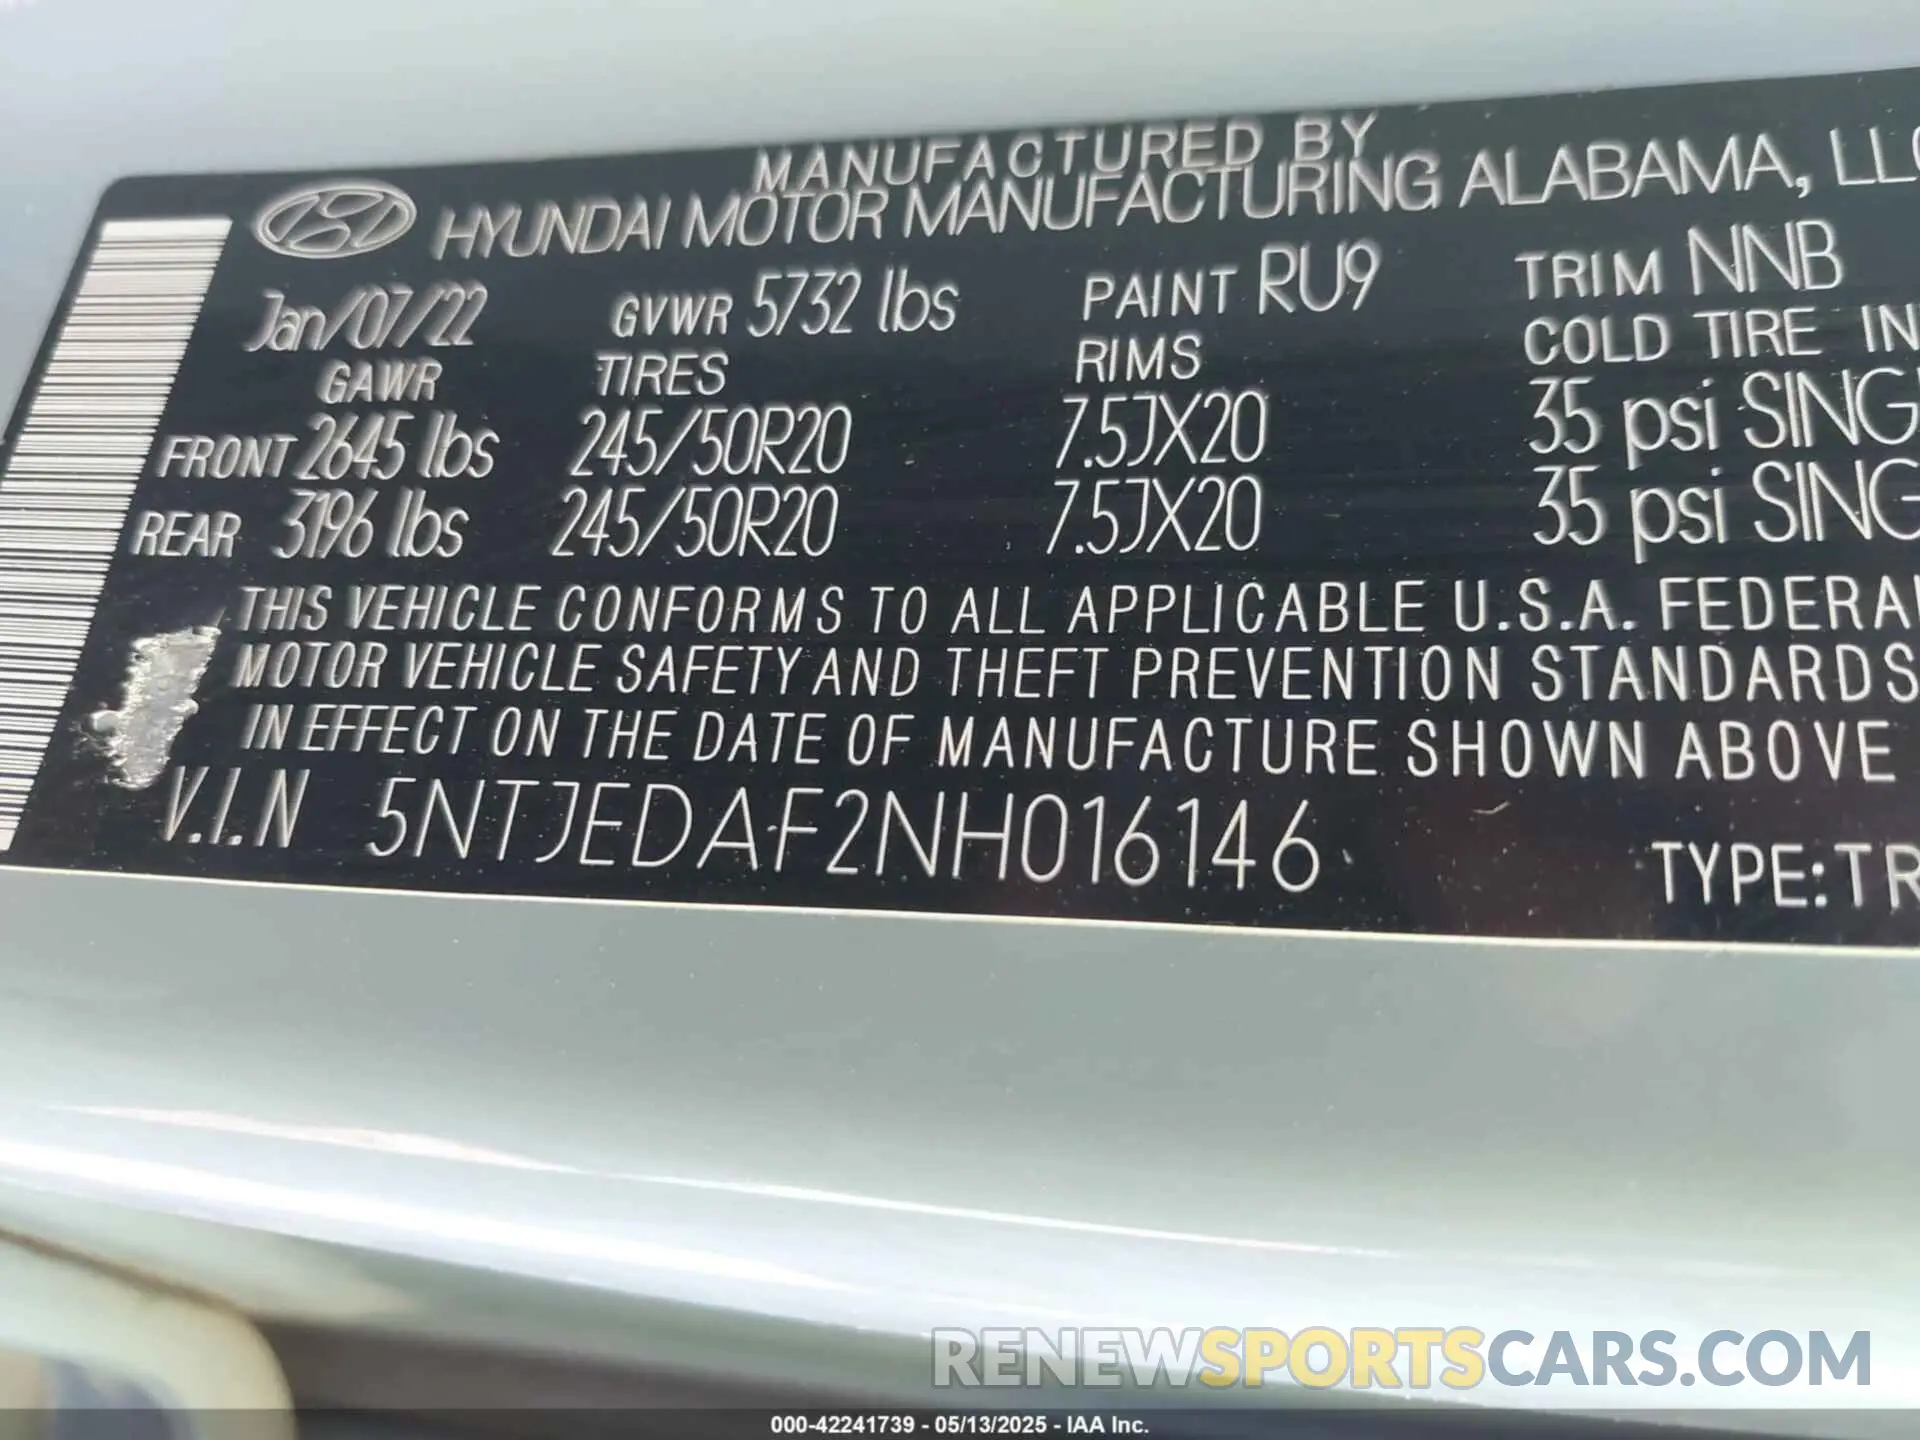 MANUFACTURED BY
HYUNDAI MOTOR MANUFACTURING ALABAMA, LLC
Jan/07/22 GVWR 5732 lbs PAINT RU9 TRIM NNB
GAWR TIRES RIMS COLD TIRE IN
FRONT 2645 lbs 245/50R20 7.5JX20 35 psi SING
REAR 3196 lbs 245/50R20 7.5JX20 35 psi SING
THIS VEHICLE CONFORMS TO ALL APPLICABLE U.S.A. FEDERAL
MOTOR VEHICLE SAFETY AND THEFT PREVENTION STANDARDS
IN EFFECT ON THE DATE OF MANUFACTURE SHOWN ABOVE
V.I.N 5NTJEDAF2NH016146
TYPE:TR
RENEWSPORTSCARS.COM
000-42241739 - 05/13/2025 - IAA Inc.